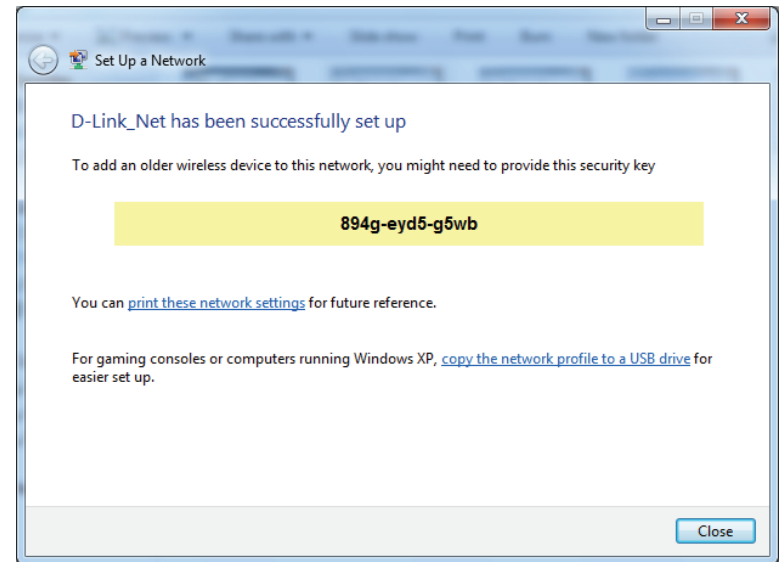 Set Up a Network
D-Link_Net has been successfully set up
To add an older wireless device to this network, you might need to provide this security key
894g-eyd5-g5wb
You can print these network settings for future reference.
For gaming consoles or computers running Windows XP, copy the network profile to a USB drive for
easier set up.
Close